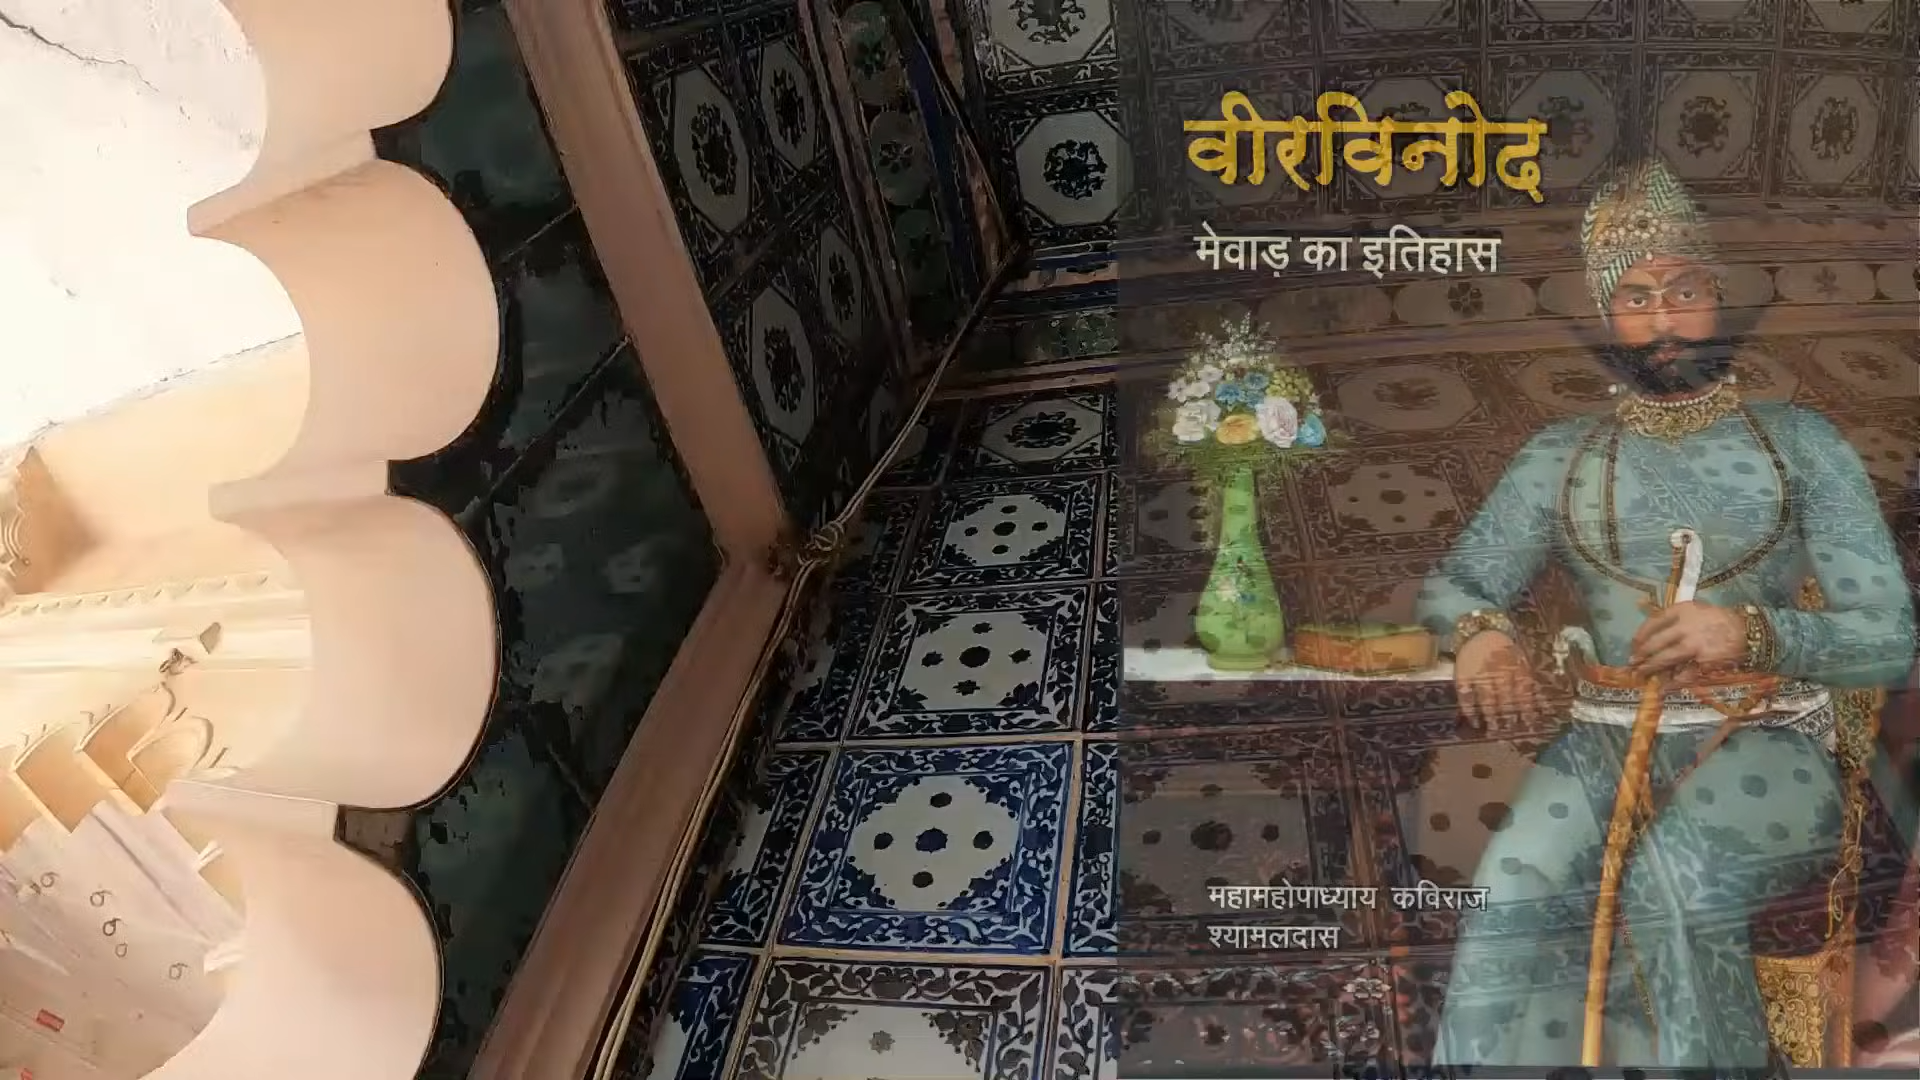 वीरविनोद
मेवाड़ का इतिहास
महामहोपाध्याय कविराज
श्यामलदास